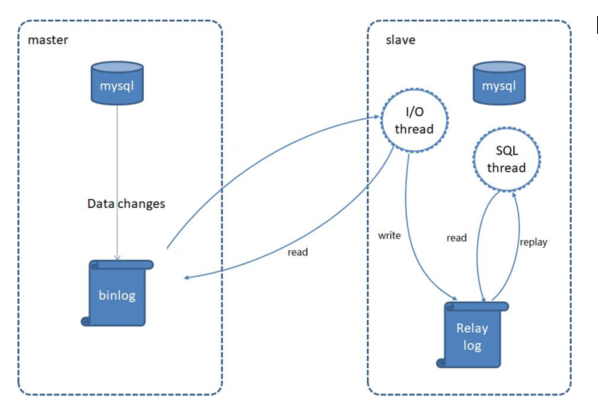 master
mysql
Data changes
binlog
read
slave
mysql
I/O
thread
SQL
thread
write
read
replay
Relay
log